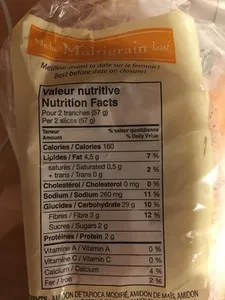 Miche Multigrain Loaf
Meilleur avant la date sur le fermoir!
Best before date on closure!
Valeur nutritive
Nutrition Facts
Pour 2 tranches (57 g)
Per 2 slices (57 g)
Teneur % valeur quotidienne
Amount % Daily Value
Calories / Calories 160
Lipides / Fat 4,5 g 7 %
saturés / Saturated 0,5 g 2 %
+ trans / Trans 0 g
Cholestérol / Cholesterol 0 mg 0 %
Sodium / Sodium 260 mg 11 %
Glucides / Carbohydrate 29 g 10 %
Fibres / Fibre 3 g 12 %
Sucres / Sugars 2 g
Protéines / Protein 2 g
Vitamine A / Vitamin A 0 %
Vitamine C / Vitamin C 0 %
Calcium / Calcium 4 %
Fer / Iron 2 %
AMIDON DE TAPIOCA MODIFIÉ, AMIDON DE MAÏS, AMIDON